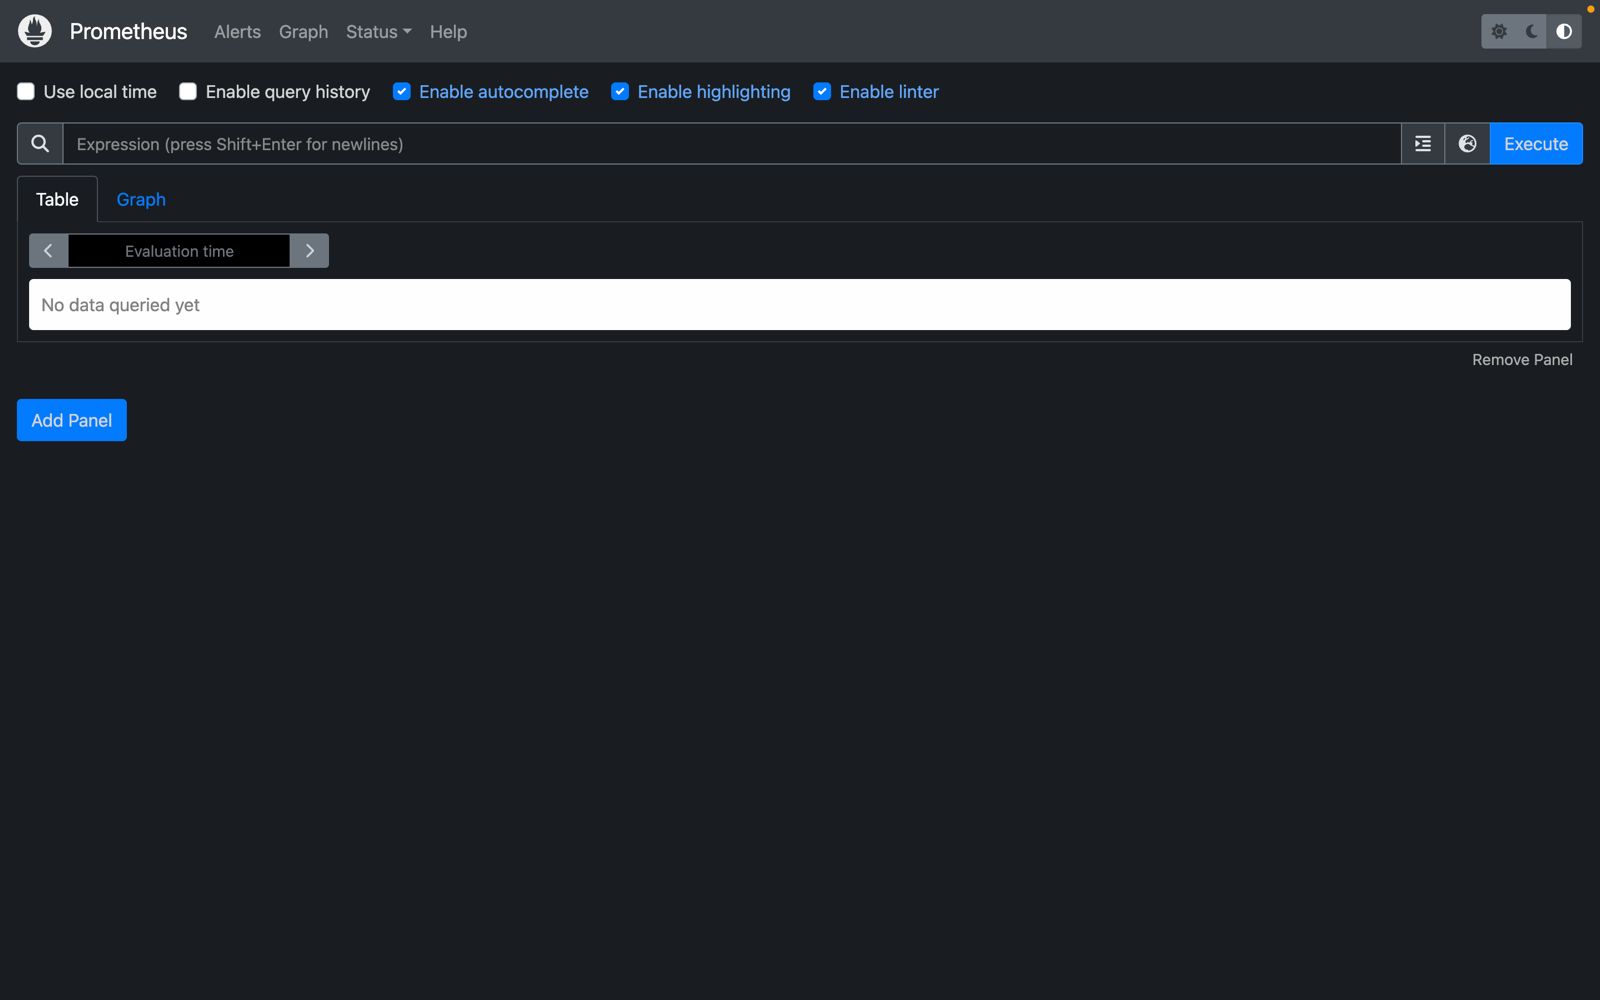 Prometheus Alerts Graph Status Help
Use local time Enable query history Enable autocomplete Enable highlighting Enable linter
Expression (press Shift+Enter for newlines) Execute
Table Graph
Evaluation time
No data queried yet
Remove Panel
Add Panel